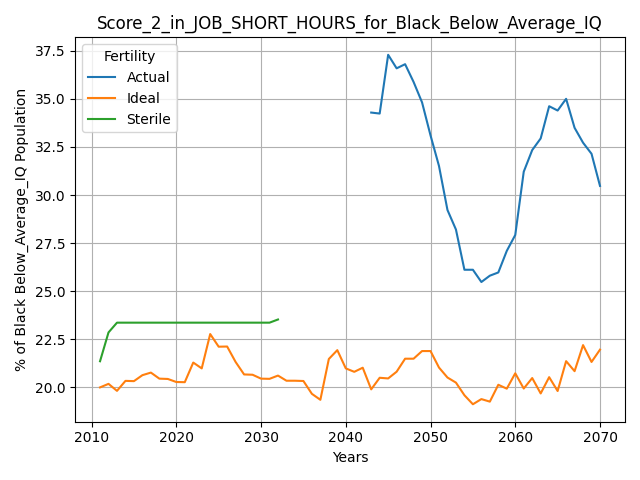 Score_2_in_JOB_SHORT_HOURS_for_Black_Below_Average_IQ
% of Black Below_Average_IQ Population
37.5
35.0
32.5
30.0
27.5
25.0
22.5
20.0
Fertility
Actual
Ideal
Sterile
2010
2020
2030
2040
2050
2060
2070
Years